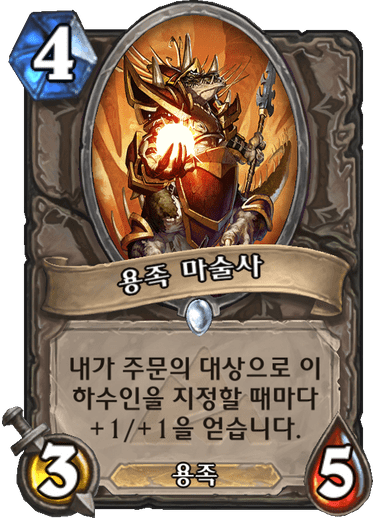 4
용족 마술사
내가 주문의 대상으로 이
하수인을 지정할 때마다
+1/+1을 얻습니다.
3
용족
5